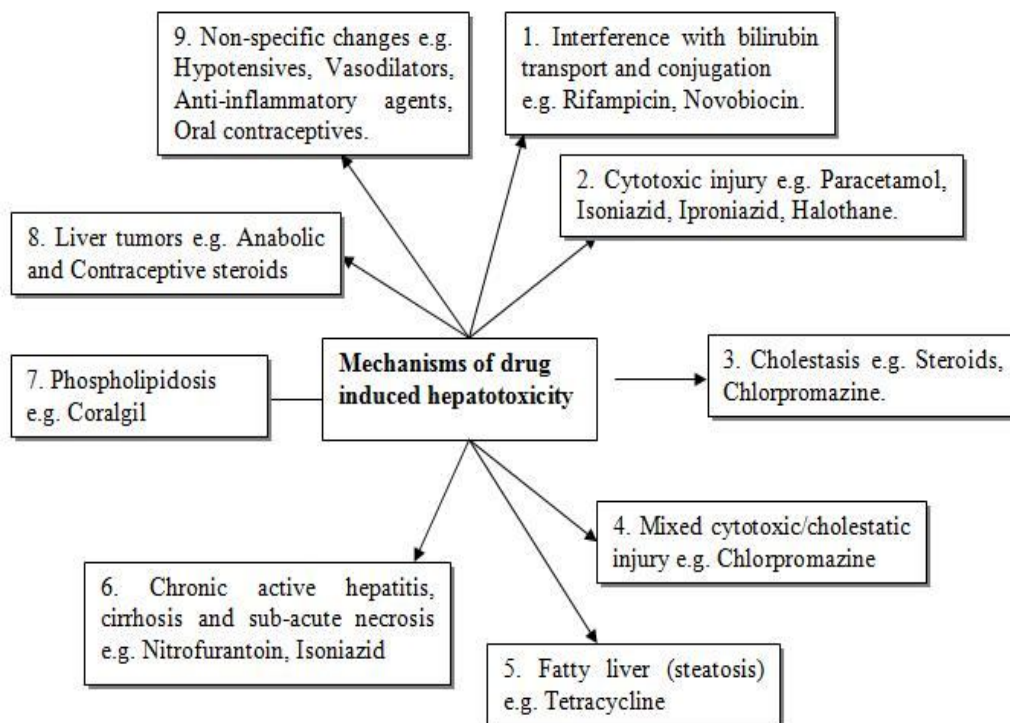 9. Non-specific changes e.g.
Hypotensives, Vasodilators,
Anti-inflammatory agents,
Oral contraceptives.
1. Interference with bilirubin
transport and conjugation
e.g. Rifampicin, Novobiocin.
2. Cytotoxic injury e.g. Paracetamol,
Isoniazid, Iproniazid, Halothane.
8. Liver tumors e.g. Anabolic
and Contraceptive steroids
Mechanisms of drug
induced hepatotoxicity
3. Cholestasis e.g. Steroids,
Chlorpromazine.
7. Phospholipidosis
e.g. Coralgil
4. Mixed cytotoxic/cholestatic
injury e.g. Chlorpromazine
6. Chronic active hepatitis,
cirrhosis and sub-acute necrosis
e.g. Nitrofurantoin, Isoniazid
5. Fatty liver (steatosis)
e.g. Tetracycline